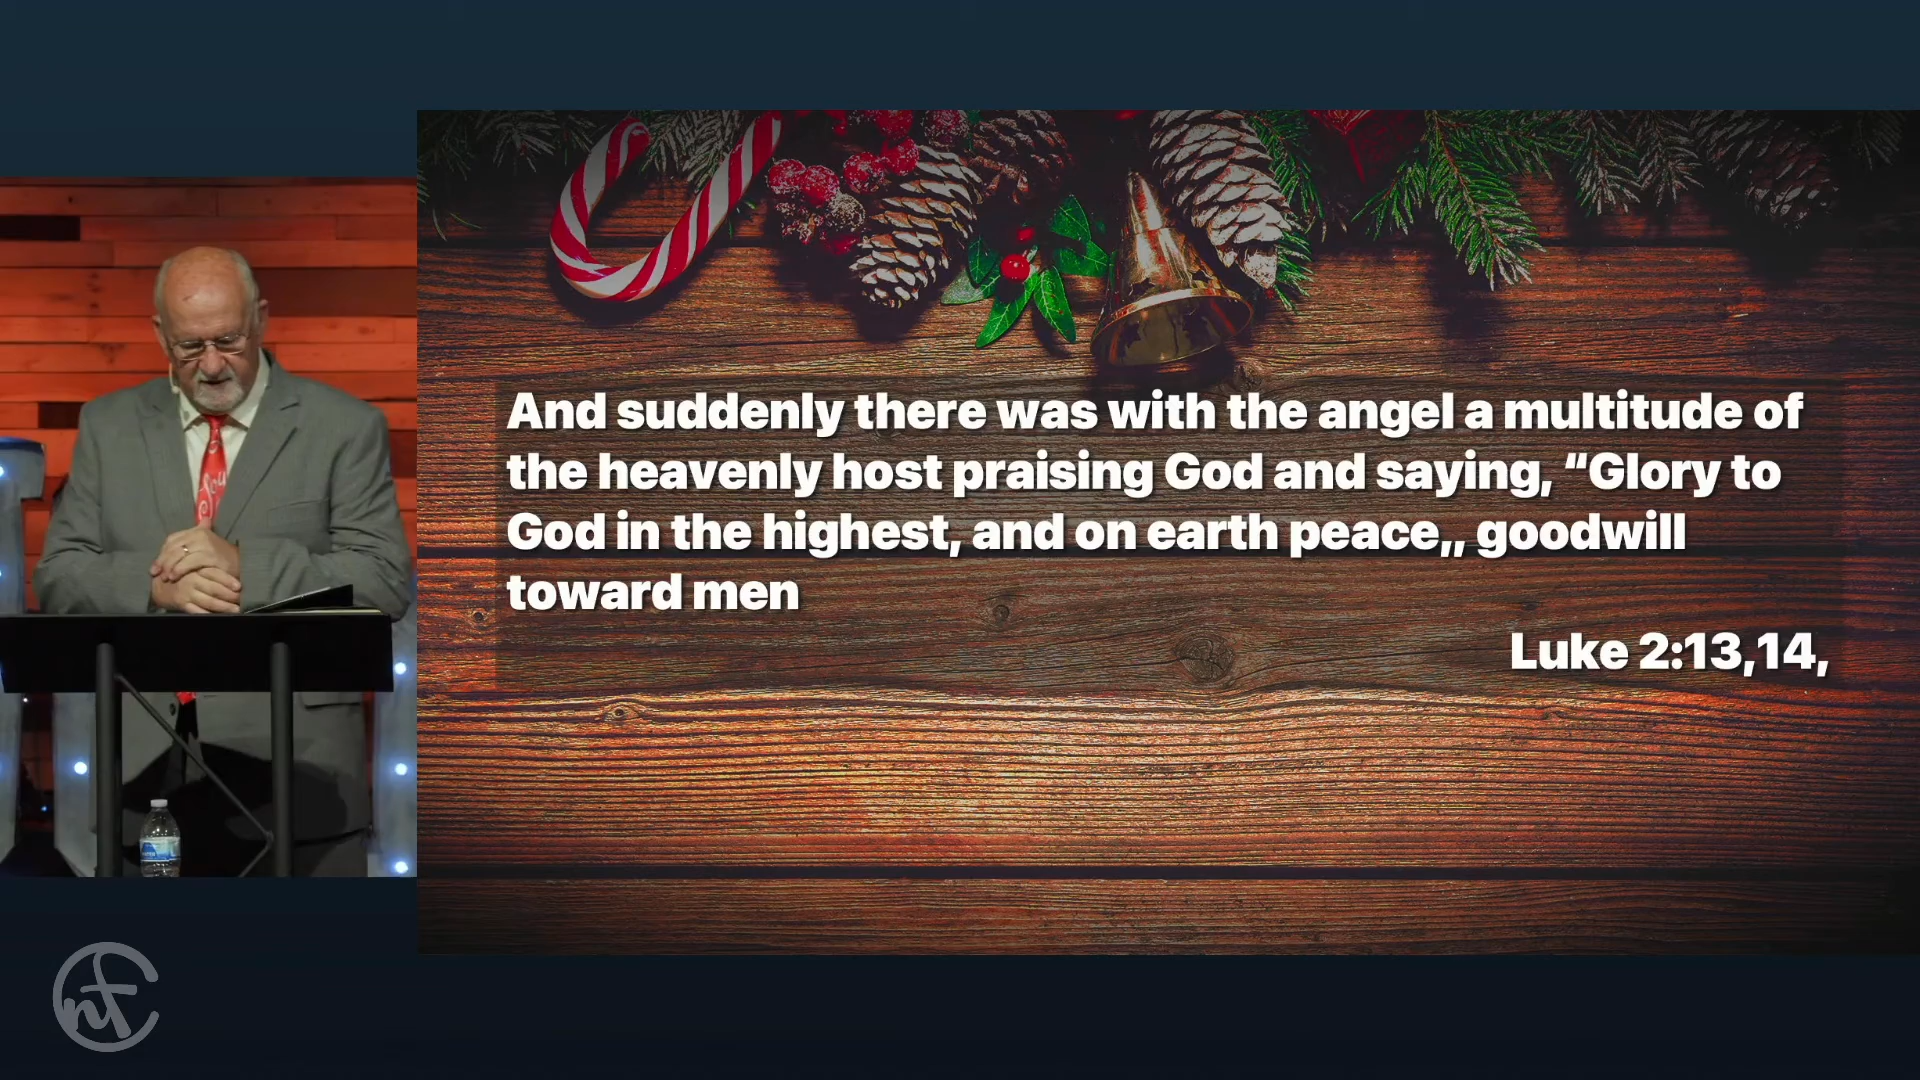 And suddenly there was with the angel a multitude of
the heavenly host praising God and saying, “Glory to
God in the highest, and on earth peace,, goodwill
toward men
Luke 2:13,14,